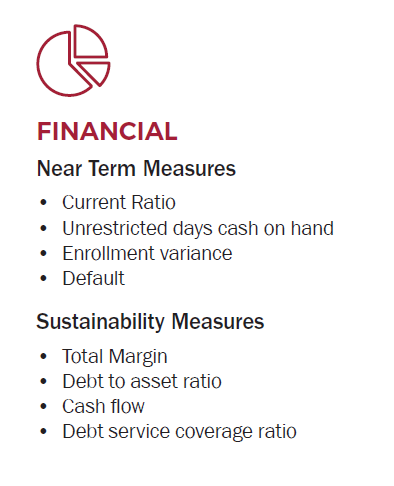 FINANCIAL
Near Term Measures
• Current Ratio
• Unrestricted days cash on hand
• Enrollment variance
• Default
Sustainability Measures
• Total Margin
• Debt to asset ratio
• Cash flow
• Debt service coverage ratio